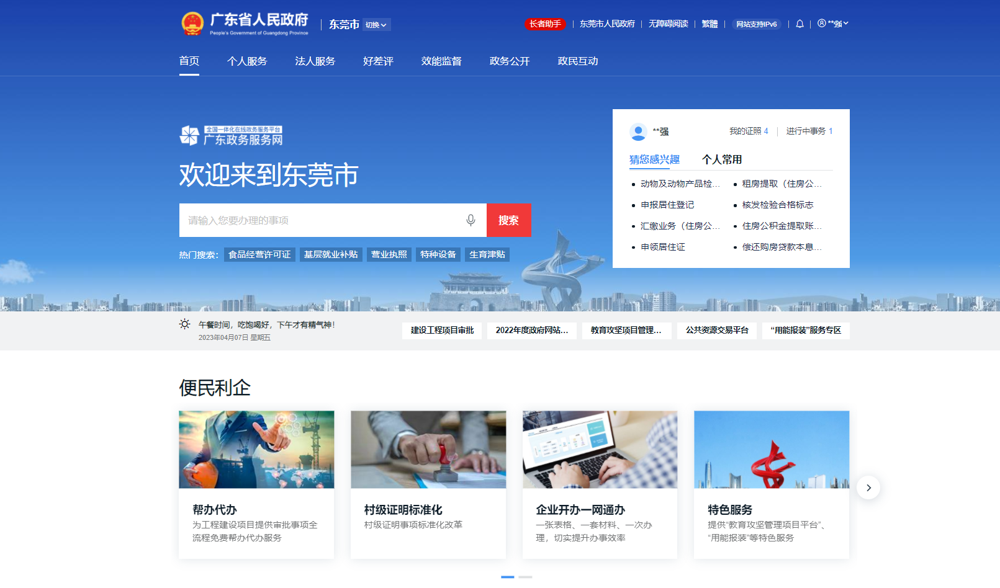 广东省人民政府
People's Government of Guangdong Province
东莞市 切换
长者助手 东莞市人民政府 无障碍阅读 繁體 网站支持IPv6 **强
首页 个人服务 法人服务 好差评 效能监督 政务公开 政民互动
全国一体化在线政务服务平台
广东政务服务网
欢迎来到东莞市
请输入您要办理的事项 搜索
热门搜索: 食品经营许可证 基层就业补贴 营业执照 特种设备 生育津贴
**强 我的证照 4 进行中事务 1
猜您感兴趣 个人常用
动物及动物产品检... 租房提取（住房公...
申报居住登记 核发检验合格标志
汇缴业务（住房公... 住房公积金提取账...
申领居住证 偿还购房贷款本息...
午餐时间，吃饱喝好，下午才有精气神！
2023年04月07日 星期五
建设工程项目审批 2022年度政府网站... 教育攻坚项目管理... 公共资源交易平台 “用能报装”服务专区
便民利企
帮办代办
为工程建设项目提供审批事项全
流程免费帮办代办服务
村级证明标准化
村级证明事项标准化改革
企业开办一网通办
一张表格、一套材料、一次办
理，切实提升办事效率
特色服务
提供“教育攻坚管理项目平台”、
“用能报装”等特色服务